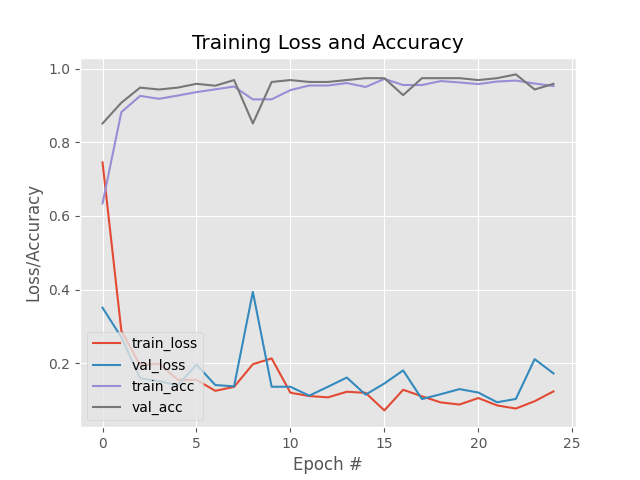 Training Loss and Accuracy
1.0
0.8
0.6
0.4
0.2
Loss/Accuracy
train_loss
val_loss
train_acc
val_acc
0 5 10 15 20 25
Epoch #